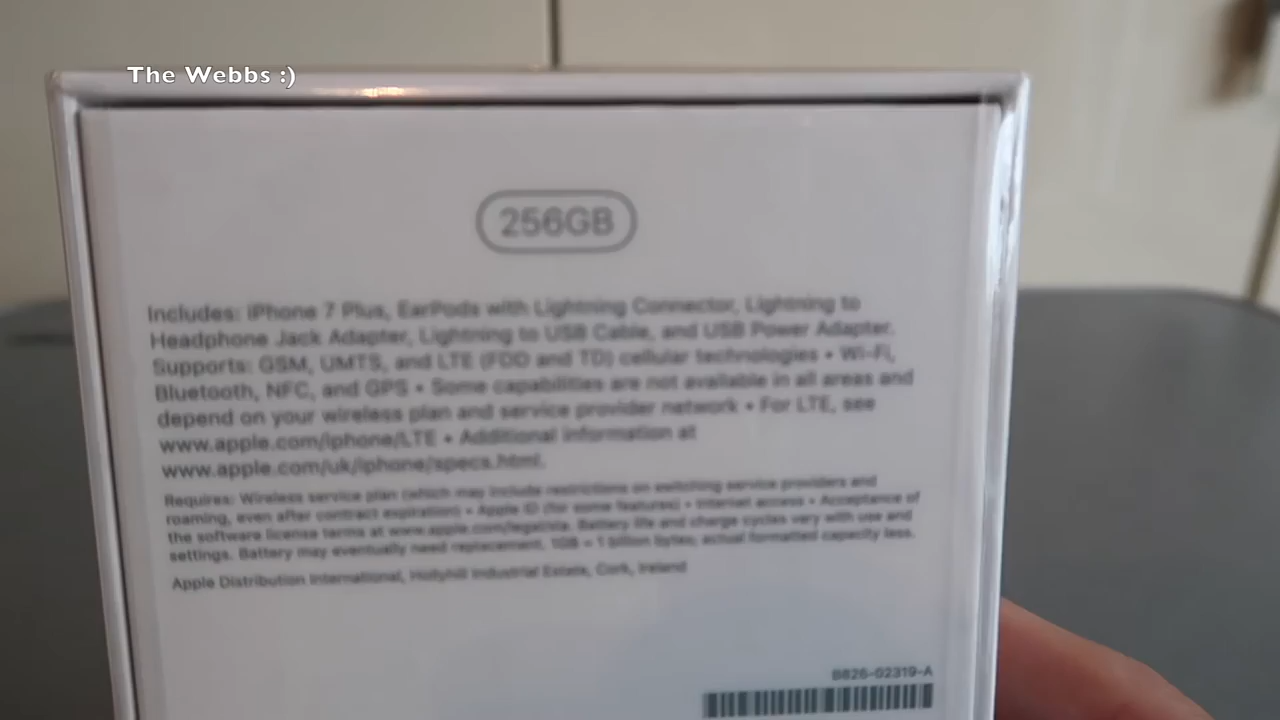 The Webbs :)
256GB
Includes: iPhone 7 Plus, EarPods with Lightning Connector, Lightning to
Headphone Jack Adapter, Lightning to USB Cable, and USB Power Adapter.
Supports: GSM, UMTS, and LTE (FDD and TD) cellular technologies • Wi-Fi,
Bluetooth, NFC, and GPS • Some capabilities are not available in all areas and
depend on your wireless plan and service provider network • For LTE, see
www.apple.com/iphone/LTE • Additional information at
www.apple.com/uk/iphone/specs.html.
Requires: Wireless service plan (which may include restrictions on switching service providers and
roaming, even after contract expiration) • Apple ID (for some features) • Internet access • Acceptance of
the software license terms at www.apple.com/legal/sla. Battery life and charge cycles vary with use and
settings. Battery may eventually need replacement. 1GB = 1 billion bytes; actual formatted capacity less.
Apple Distribution International, Hollyhill Industrial Estate, Cork, Ireland
B826-02319-A